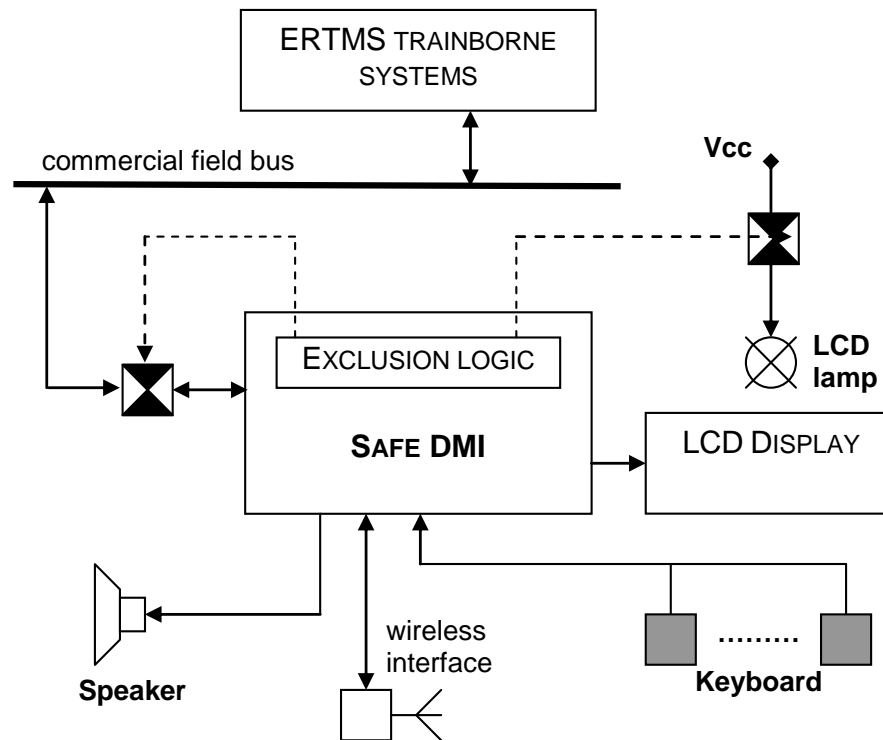 ERTMS TRAINBORNE
SYSTEMS
commercial field bus
Vcc
EXCLUSION LOGIC
LCD
lamp
SAFE DMI
LCD DISPLAY
wireless
interface
Speaker
.........
Keyboard